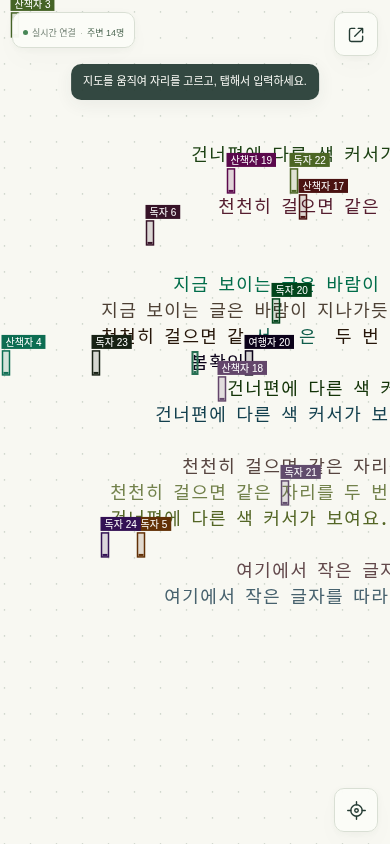 산책자 3
실시간 연결 · 주변 14명
지도를 움직여 자리를 고르고, 탭해서 입력하세요.
건너편에 다른 색 커서가
산책자 19
독자 22
산책자 17
천천히 걸으면 같은
독자 6
지금 보이는 글은 바람이
독자 20
지금 보이는 글은 바람이 지나가듯
산책자 4
독자 23
천천히 걸으면 같 은 두 번
여행자 20
산책자 18
건너편에 다른 색
건너편에 다른 색 커서가 보
천천히 걸으면 같은 자리
독자 21
천천히 걸으면 같은 자리를 두 번
건너편에 다른 색 커서가 보여요.
독자 24
독자 5
여기에서 작은 글자
여기에서 작은 글자를 따라